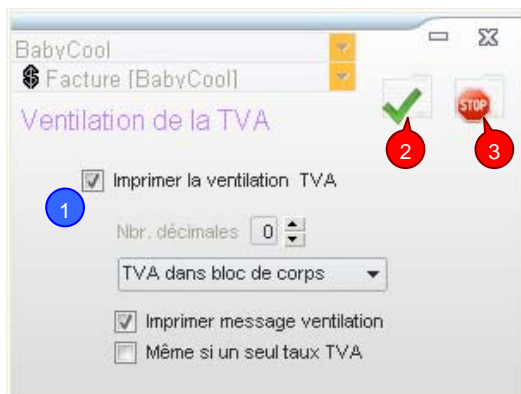 BabyCool
Facture [BabyCool]
Ventilation de la TVA
STOP
2
3
Imprimer la ventilation TVA
1
Nbr. décimales 0
TVA dans bloc de corps
Imprimer message ventilation
Même si un seul taux TVA